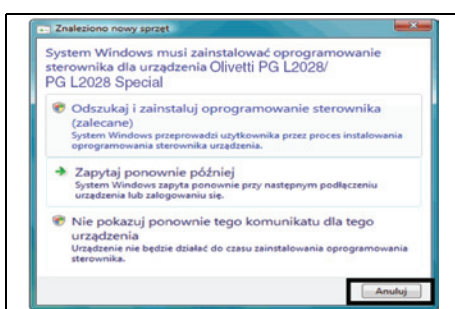 Znaleziono nowy sprzęt
System Windows musi zainstalować oprogramowanie
sterownika dla urządzenia Olivetti PG L2028/
PG L2028 Special
Odszukaj i zainstaluj oprogramowanie sterownika
(zalecane)
System Windows przeprowadzi użytkownika przez proces instalowania
oprogramowania sterownika urządzenia.
Zapytaj ponownie później
System Windows zapyta ponownie przy następnym podłączeniu
urządzenia lub zalogowaniu się.
Nie pokazuj ponownie tego komunikatu dla tego
urządzenia
Urządzenie nie będzie działać do czasu zainstalowania oprogramowania
sterownika.
Anuluj